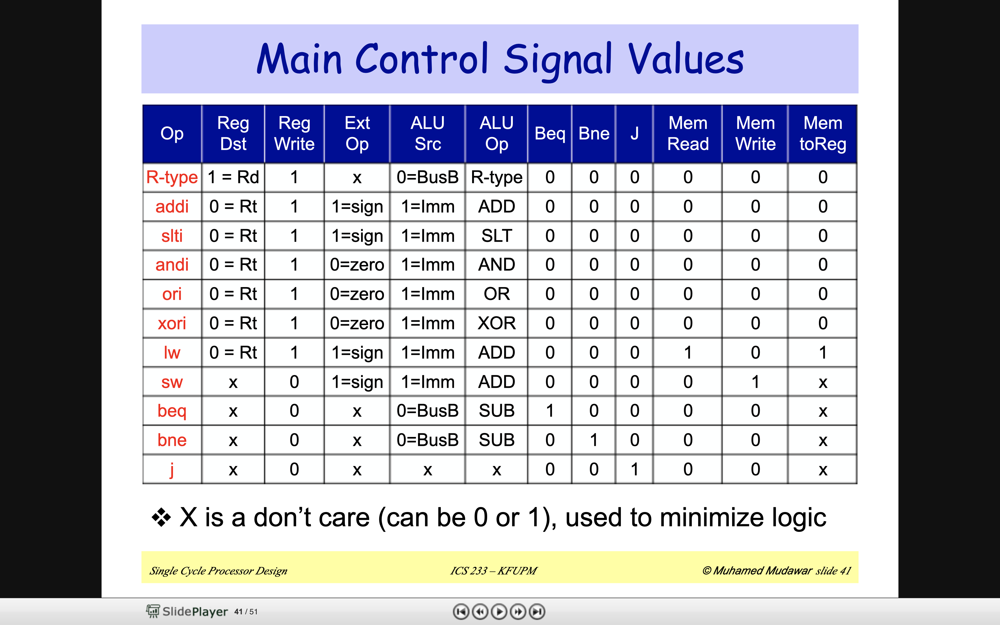 Main Control Signal Values
Op Reg Dst Reg Write Ext Op ALU Src ALU Op Beq Bne J Mem Read Mem Write Mem toReg
R-type 1 = Rd 1 x 0=BusB R-type 0 0 0 0 0 0
addi 0 = Rt 1 1=sign 1=Imm ADD 0 0 0 0 0 0
slti 0 = Rt 1 1=sign 1=Imm SLT 0 0 0 0 0 0
andi 0 = Rt 1 0=zero 1=Imm AND 0 0 0 0 0 0
ori 0 = Rt 1 0=zero 1=Imm OR 0 0 0 0 0 0
xori 0 = Rt 1 0=zero 1=Imm XOR 0 0 0 0 0 0
lw 0 = Rt 1 1=sign 1=Imm ADD 0 0 0 1 0 1
sw x 0 1=sign 1=Imm ADD 0 0 0 0 1 x
beq x 0 x 0=BusB SUB 1 0 0 0 0 x
bne x 0 x 0=BusB SUB 0 1 0 0 0 x
j x 0 x x x 0 0 1 0 0 x
❖ X is a don’t care (can be 0 or 1), used to minimize logic
Single Cycle Processor Design ICS 233 – KFUPM © Muhamed Mudawar slide 41
SlidePlayer 41 / 51